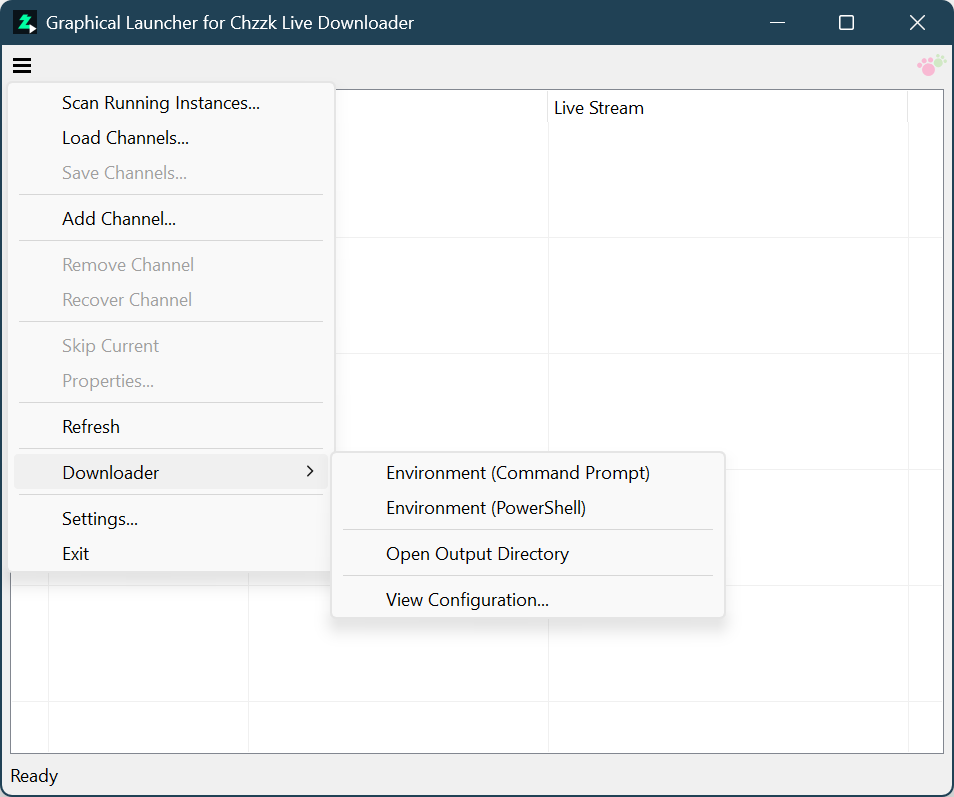 Graphical Launcher for Chzzk Live Downloader
Live Stream
Scan Running Instances...
Load Channels...
Save Channels...
Add Channel...
Remove Channel
Recover Channel
Skip Current
Properties...
Refresh
Downloader
Settings...
Exit
Environment (Command Prompt)
Environment (PowerShell)
Open Output Directory
View Configuration...
Ready